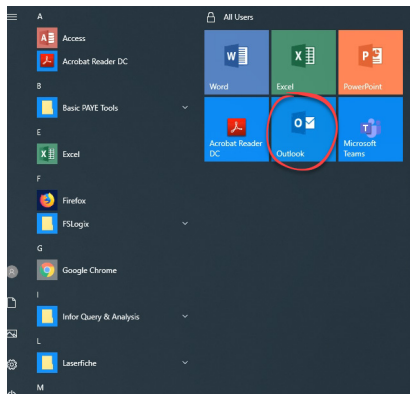 A
Access
Acrobat Reader DC
B
Basic PAYE Tools
E
Excel
F
Firefox
FSLogix
G
Google Chrome
I
Infor Query & Analysis
L
Laserfiche
M
All Users
Word
Excel
PowerPoint
Acrobat Reader
DC
Outlook
Microsoft
Teams